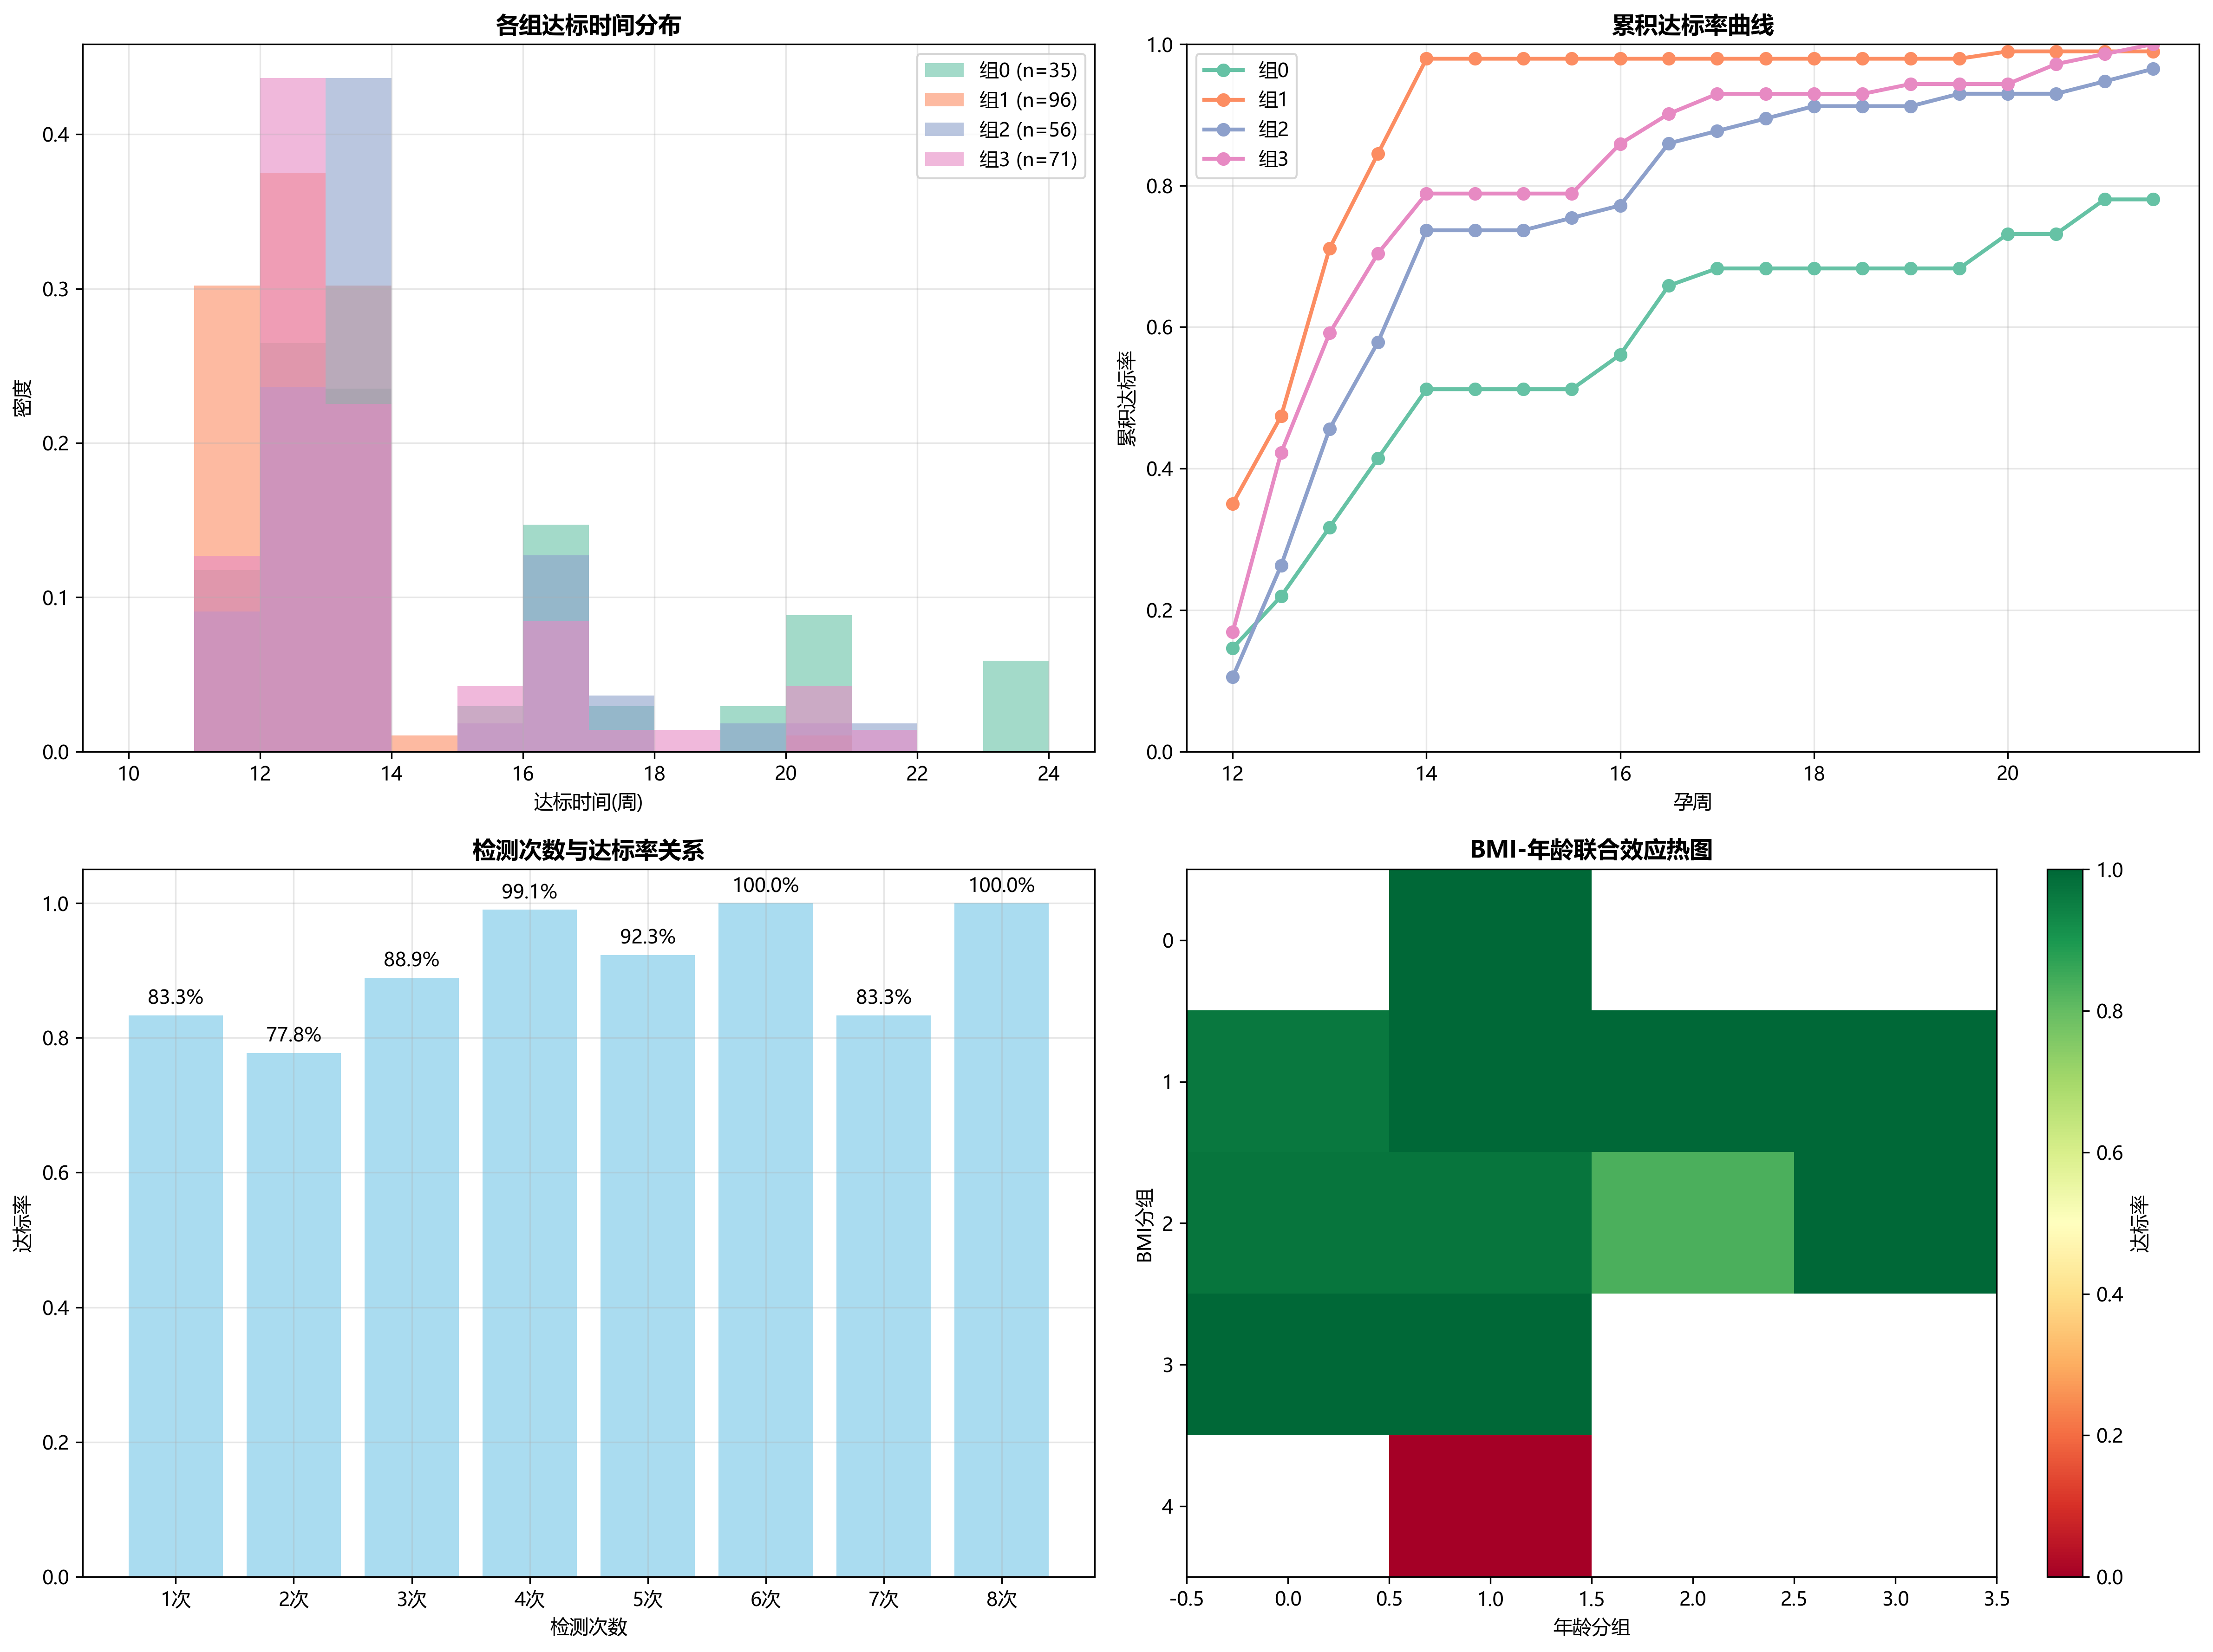 各组达标时间分布
组0 (n=35)
组1 (n=96)
组2 (n=56)
组3 (n=71)
密度
0.4
0.3
0.2
0.1
0.0
10 12 14 16 18 20 22 24
达标时间(周)
累积达标率曲线
组0
组1
组2
组3
累积达标率
1.0
0.8
0.6
0.4
0.2
0.0
12 14 16 18 20
孕周
检测次数与达标率关系
83.3% 77.8% 88.9% 99.1% 92.3% 100.0% 83.3% 100.0%
达标率
1.0
0.8
0.6
0.4
0.2
0.0
1次 2次 3次 4次 5次 6次 7次 8次
检测次数
BMI-年龄联合效应热图
BMI分组
0
1
2
3
4
-0.5 0.0 0.5 1.0 1.5 2.0 2.5 3.0 3.5
年龄分组
1.0
0.8
0.6
0.4
0.2
0.0
达标率